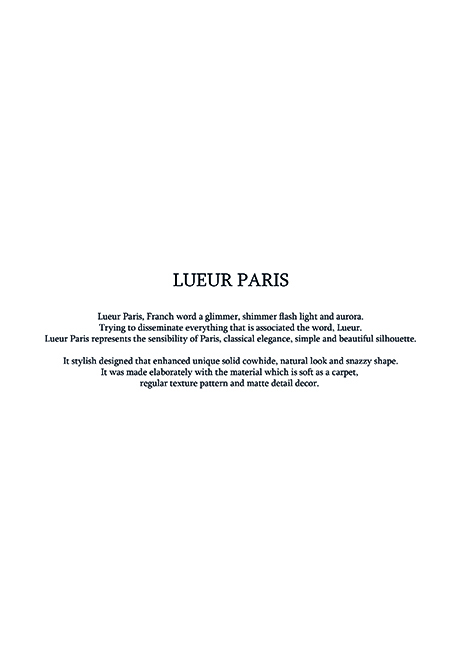 LUEUR PARIS
Lueur Paris, Franch word a glimmer, shimmer flash light and aurora.
Trying to disseminate everything that is associated the word, Lueur.
Lueur Paris represents the sensibility of Paris, classical elegance, simple and beautiful silhouette.
It stylish designed that enhanced unique solid cowhide, natural look and snazzy shape.
It was made elaborately with the material which is soft as a carpet,
regular texture pattern and matte detail decor.